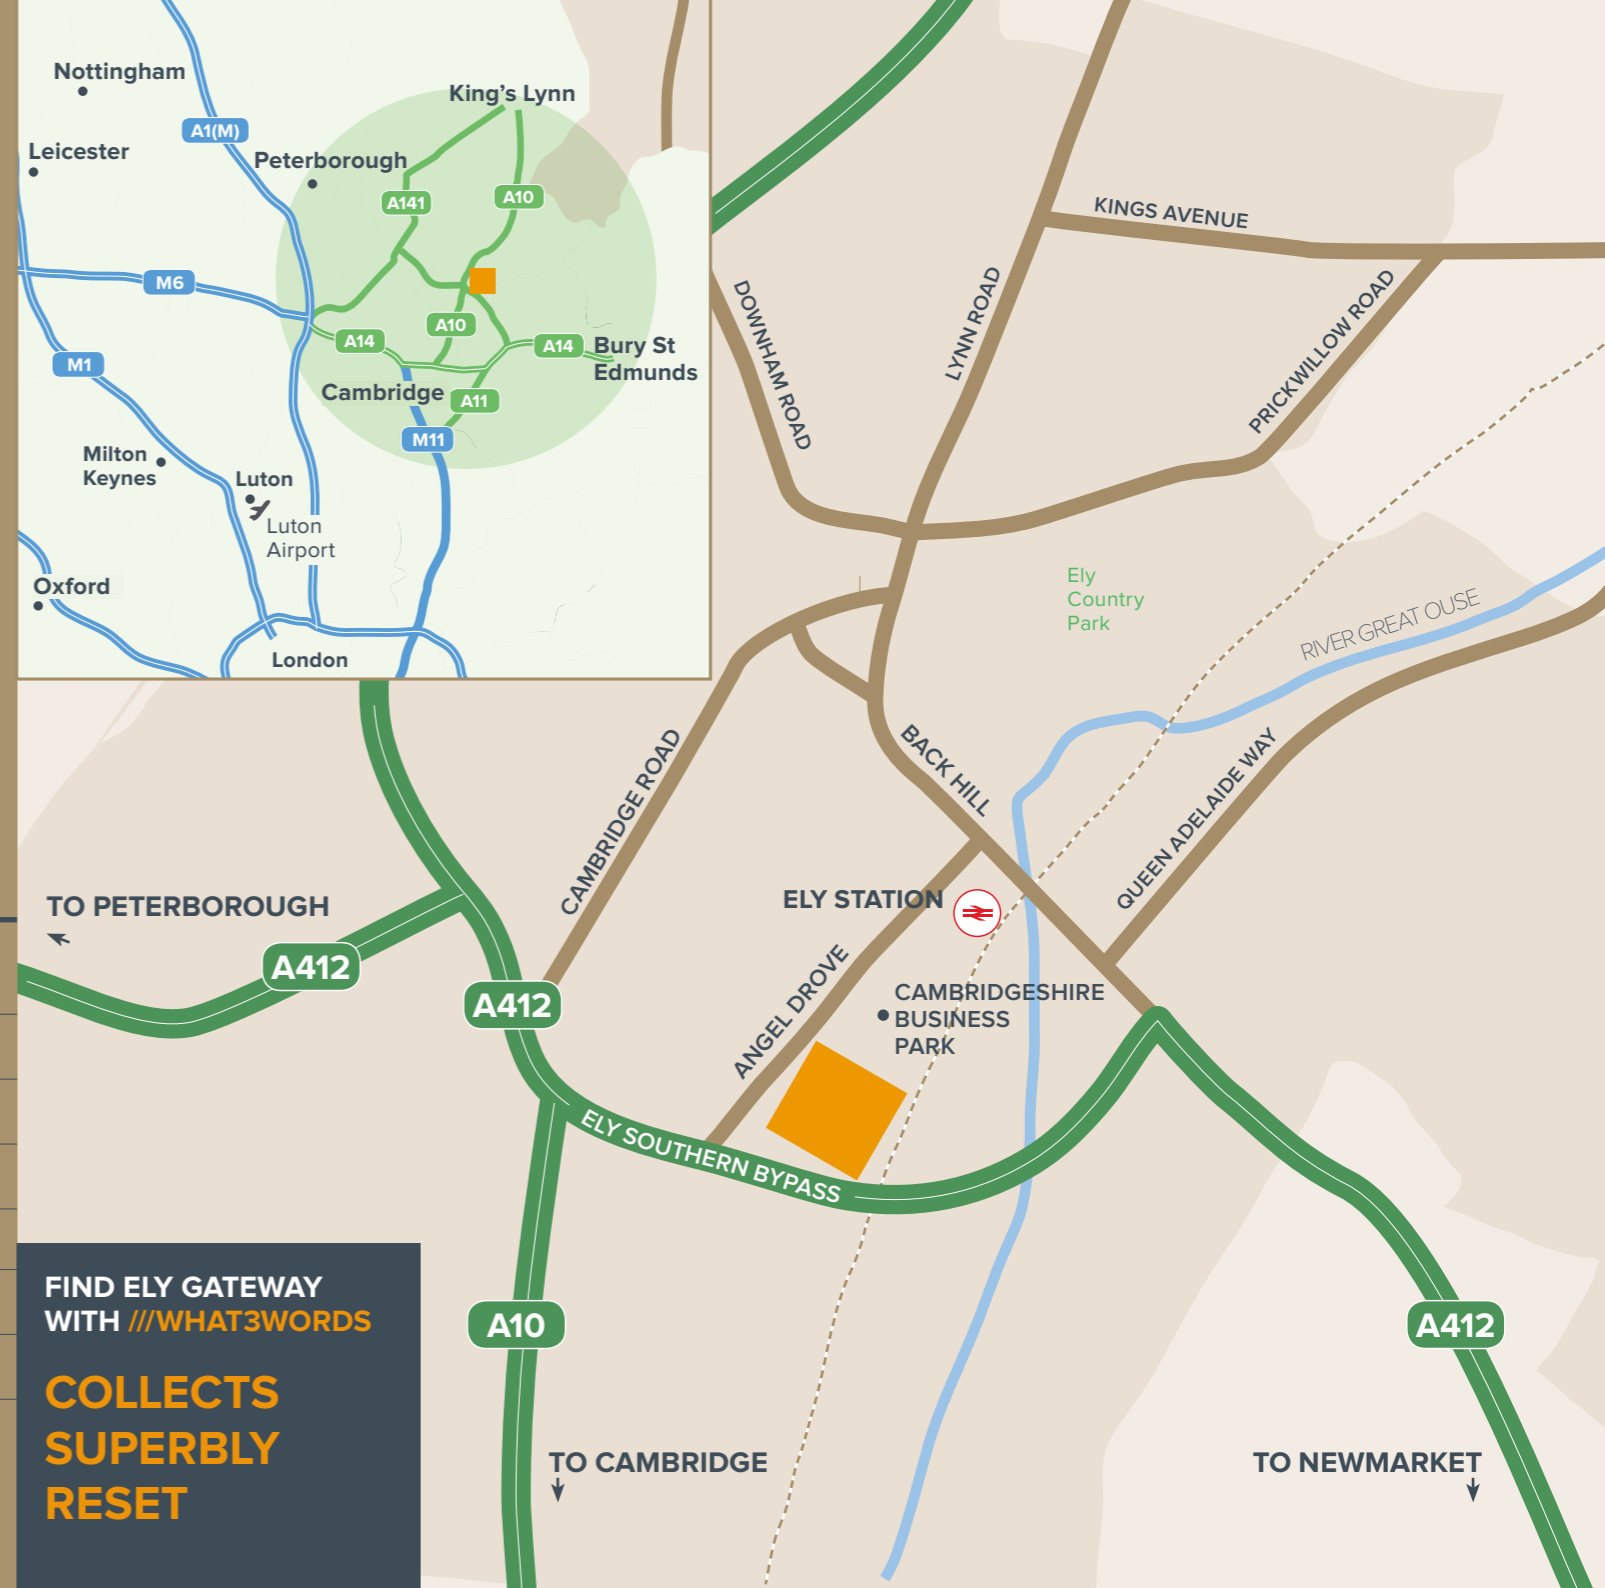 Nottingham
King's Lynn
A1(M)
Leicester
Peterborough
A141
A10
M6
A10
A14
A14
Bury St
Edmunds
M1
Cambridge
A11
M11
Milton
Keynes
Luton
Luton
Airport
Oxford
London
KINGS AVENUE
DOWNHAM ROAD
LYNN ROAD
PRICKWILLOW ROAD
Ely
Country
Park
RIVER GREAT OUSE
BACK HILL
CAMBRIDGE ROAD
QUEEN ADELAIDE WAY
TO PETERBOROUGH
ELY STATION
A412
A412
ANGEL DROVE
CAMBRIDGESHIRE
BUSINESS
PARK
ELY SOUTHERN BYPASS
A10
A412
FIND ELY GATEWAY
WITH ///WHAT3WORDS
COLLECTS
SUPERBLY
RESET
TO CAMBRIDGE
TO NEWMARKET